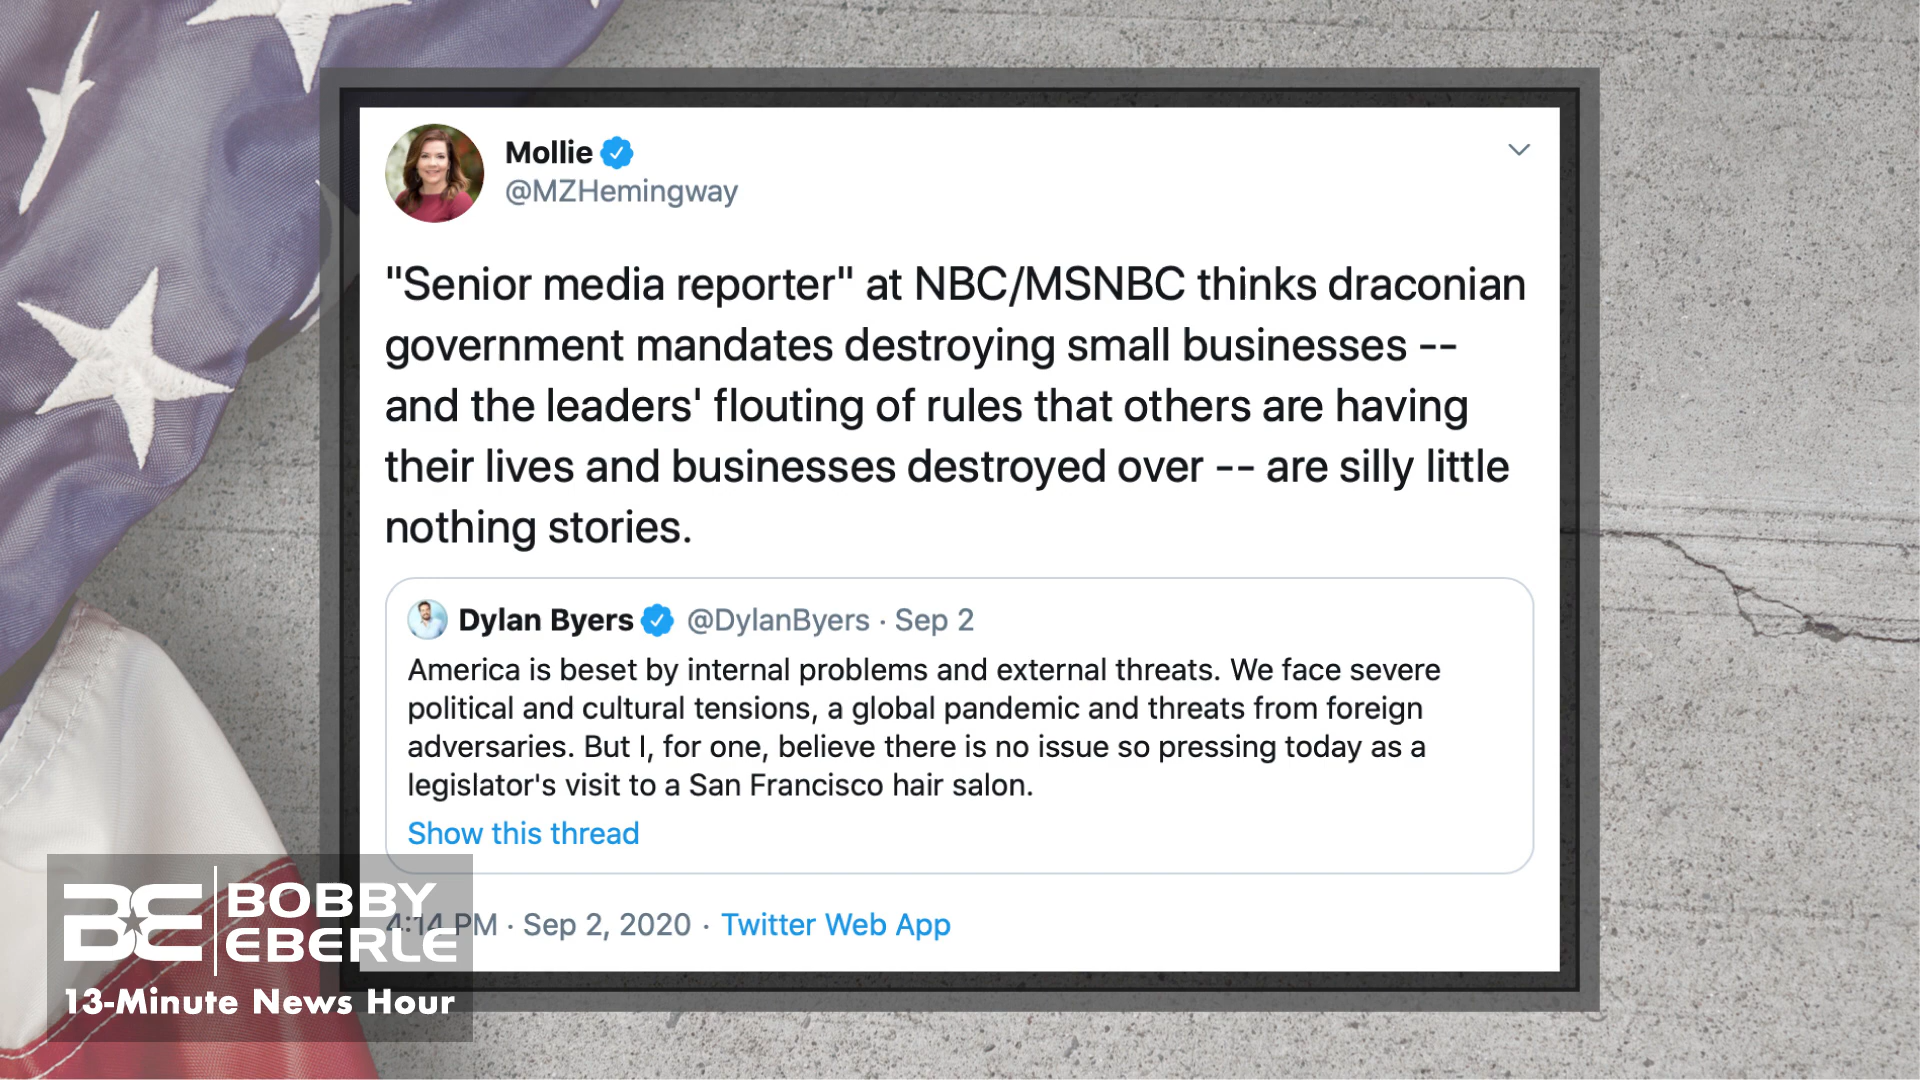 Mollie
@MZHemingway
"Senior media reporter" at NBC/MSNBC thinks draconian
government mandates destroying small businesses --
and the leaders' flouting of rules that others are having
their lives and businesses destroyed over -- are silly little
nothing stories.
Dylan Byers @DylanByers · Sep 2
America is beset by internal problems and external threats. We face severe
political and cultural tensions, a global pandemic and threats from foreign
adversaries. But I, for one, believe there is no issue so pressing today as a
legislator's visit to a San Francisco hair salon.
Show this thread
4:14 PM · Sep 2, 2020 · Twitter Web App
BE BOBBY
EBERLE
13-Minute News Hour